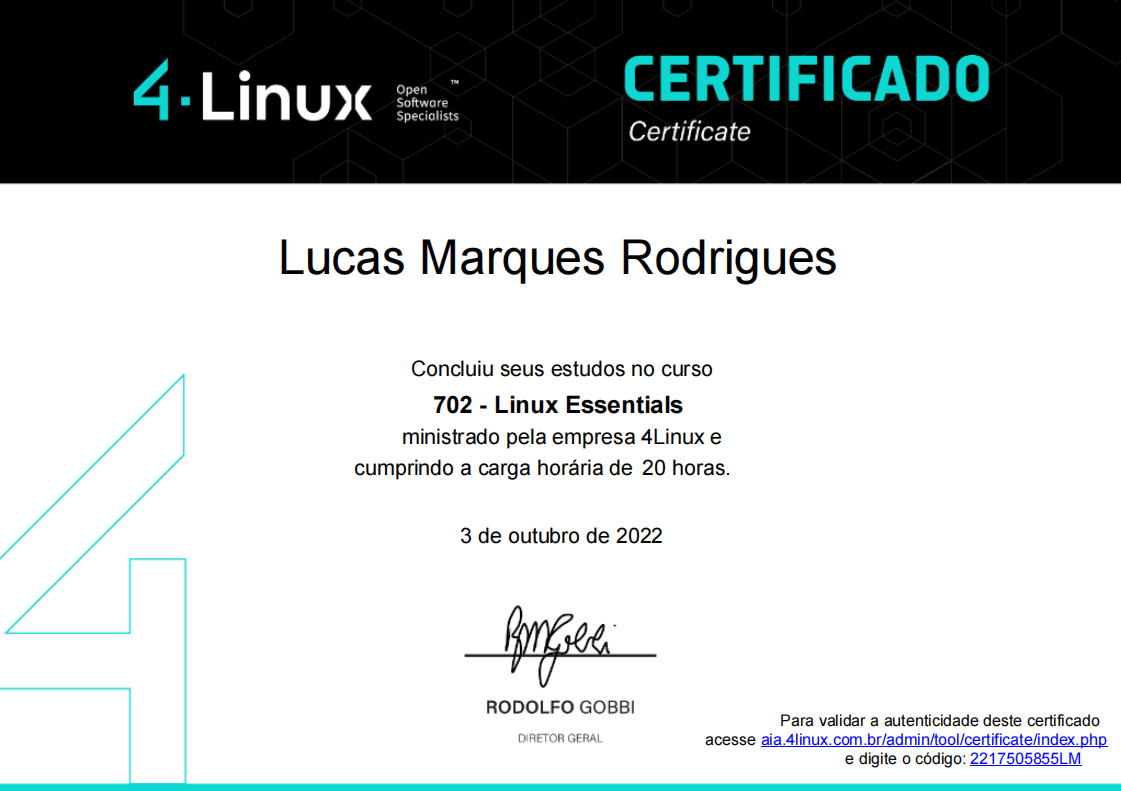 4.Linux Open Software Specialists ™
CERTIFICADO
Certificate
Lucas Marques Rodrigues
Concluiu seus estudos no curso
702 - Linux Essentials
ministrado pela empresa 4Linux e
cumprindo a carga horária de 20 horas.
3 de outubro de 2022
RODOLFO GOBBI
DIRETOR GERAL
Para validar a autenticidade deste certificado
acesse aia.4linux.com.br/admin/tool/certificate/index.php
e digite o código: 2217505855LM